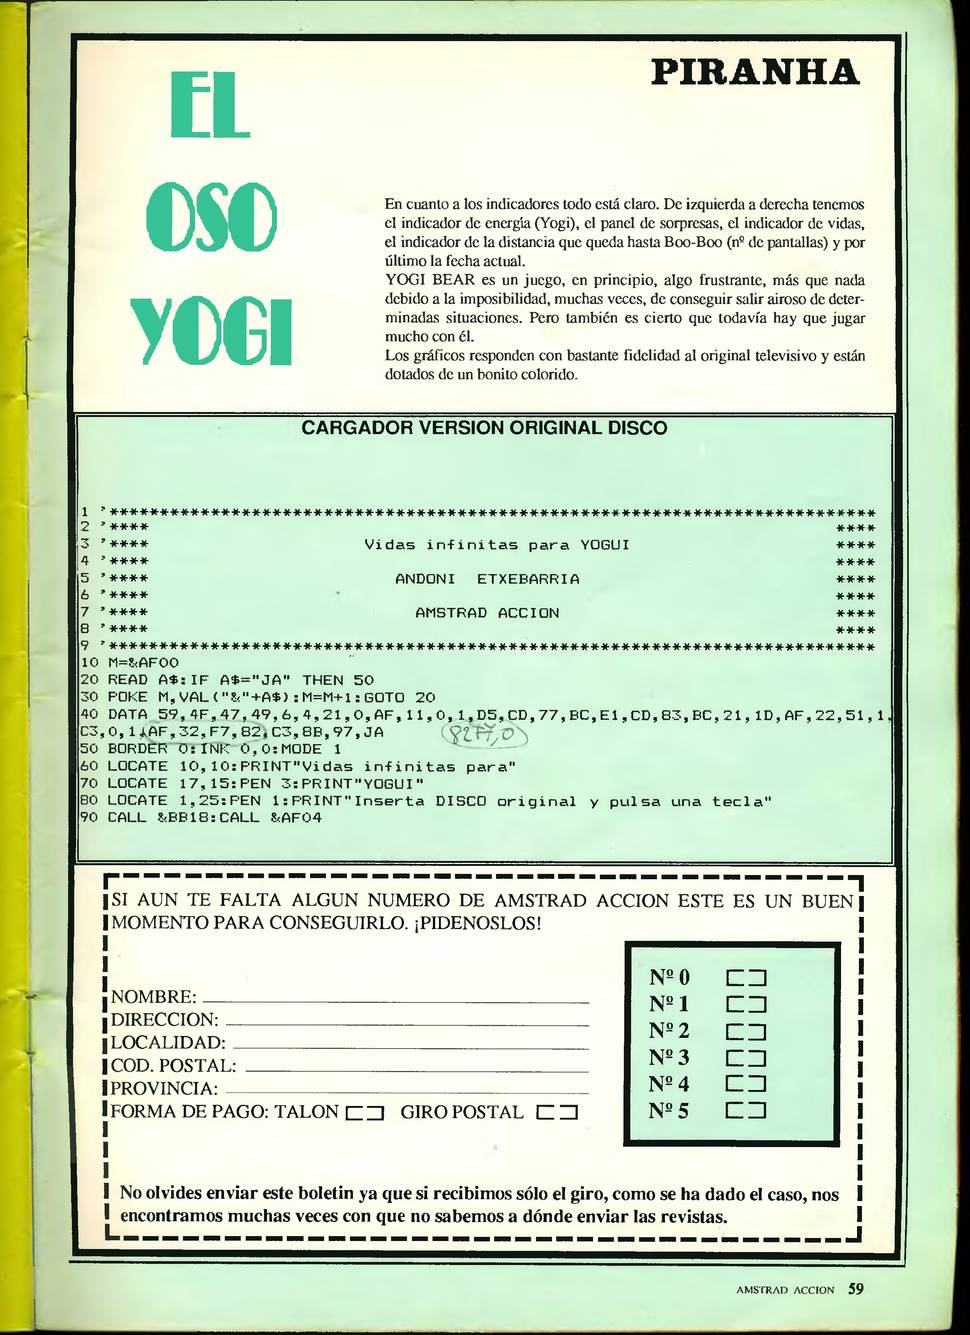 EL
OSO
YOGI
PIRANHA
En cuanto a los indicadores todo está claro. De izquierda a derecha tenemos
el indicador de energía (Yogi), el panel de sorpresas, el indicador de vidas,
el indicador de la distancia que queda hasta Boo-Boo (nº de pantallas) y por
último la fecha actual.
YOGI BEAR es un juego, en principio, algo frustrante, más que nada
debido a la imposibilidad, muchas veces, de conseguir salir airoso de deter-
minadas situaciones. Pero también es cierto que todavía hay que jugar
mucho con él.
Los gráficos responden con bastante fidelidad al original televisivo y están
dotados de un bonito colorido.
CARGADOR VERSION ORIGINAL DISCO
1 '****************************************************************************
2 '**** ****
3 '**** Vidas infinitas para YOGUI ****
4 '**** ****
5 '**** ANDONI ETXEBARRIA ****
6 '**** ****
7 '**** AMSTRAD ACCION ****
8 '**** ****
9 '****************************************************************************
10 M=&AF00
20 READ A$:IF A$="JA" THEN 50
30 POKE M,VAL("&"+A$):M=M+1:GOTO 20
40 DATA 59,4F,47,49,6,4,21,0,AF,11,0,1,D5,CD,77,BC,E1,CD,83,BC,21,1D,AF,22,51,1,
C3,0,1,AF,32,F7,82,C3,8B,97,JA
50 BORDER 0:INK 0,0:MODE 1
60 LOCATE 10,10:PRINT"Vidas infinitas para"
70 LOCATE 17,15:PEN 3:PRINT"YOGUI"
80 LOCATE 1,25:PEN 1:PRINT"Inserta DISCO original y pulsa una tecla"
90 CALL &BB18:CALL &AF04
SI AUN TE FALTA ALGUN NUMERO DE AMSTRAD ACCION ESTE ES UN BUEN
MOMENTO PARA CONSEGUIRLO. ¡PIDENOSLOS!
NOMBRE:
DIRECCION:
LOCALIDAD:
COD. POSTAL:
PROVINCIA:
FORMA DE PAGO: TALON GIRO POSTAL
Nº 0
Nº 1
Nº 2
Nº 3
Nº 4
Nº 5
No olvides enviar este boletin ya que si recibimos sólo el giro, como se ha dado el caso, nos
encontramos muchas veces con que no sabemos a dónde enviar las revistas.
AMSTRAD ACCION 59